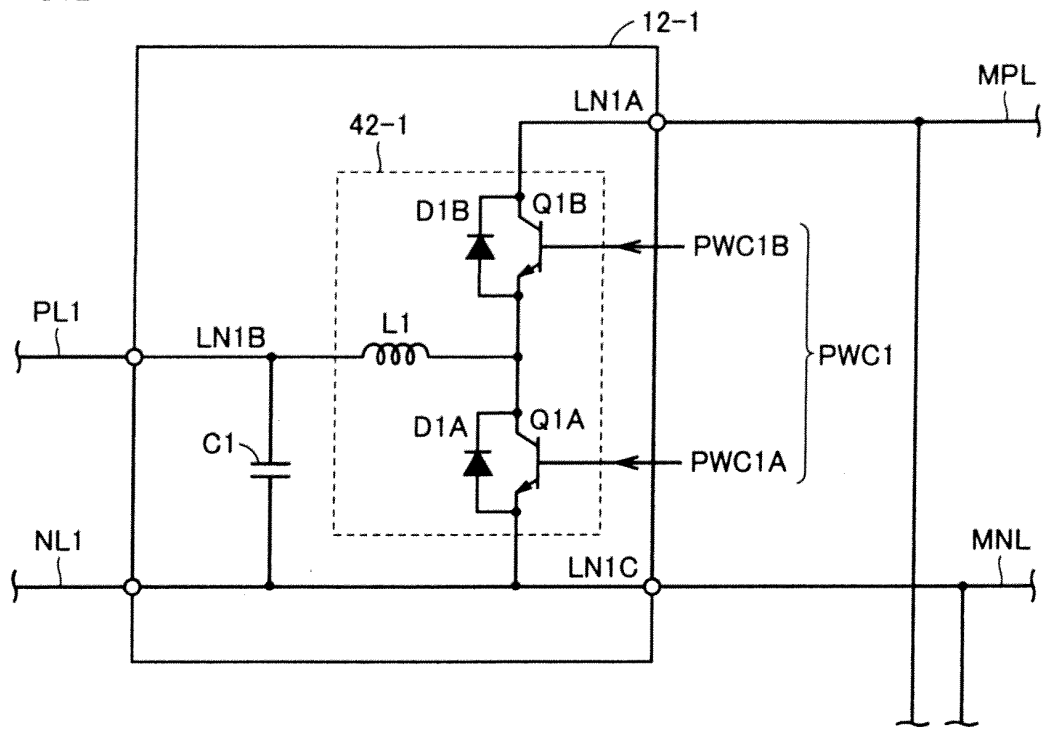 12-1
MPL
LN1A
42-1
D1B
Q1B
PWC1B
PL1
LN1B
L1
PWC1
D1A
Q1A
C1
PWC1A
NL1
LN1C
MNL